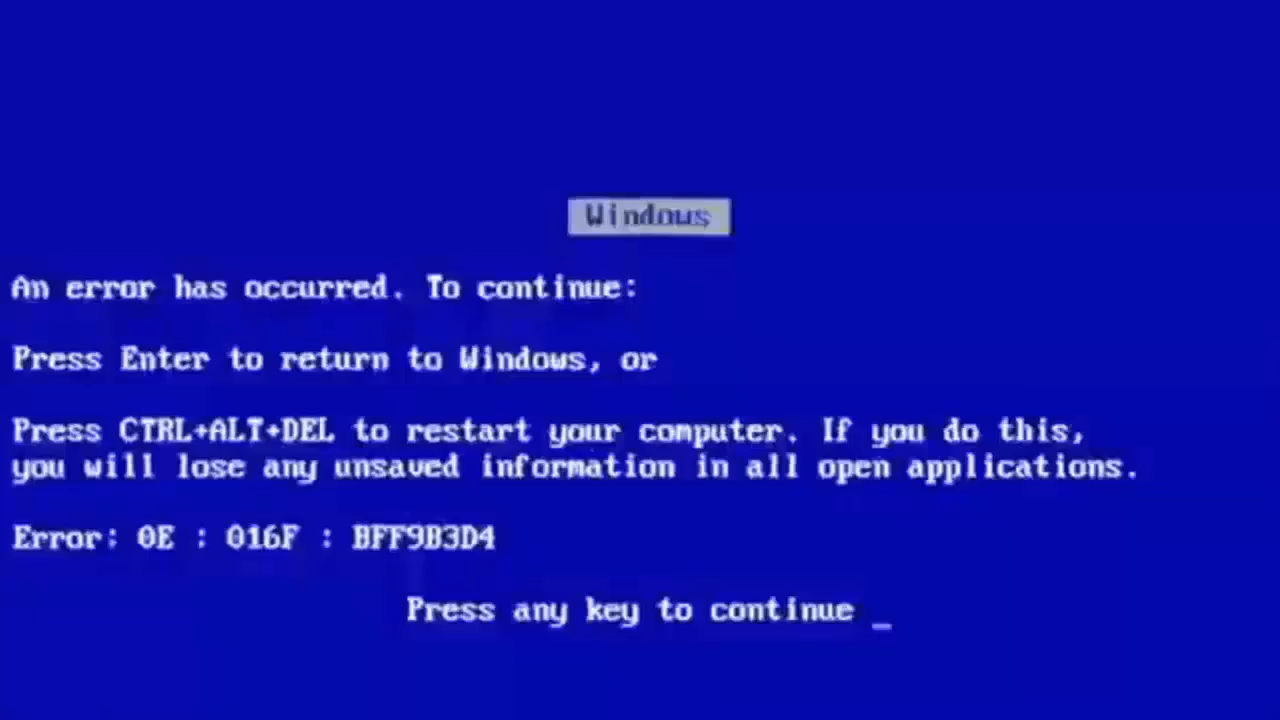 Windows
An error has occurred. To continue:
Press Enter to return to Windows, or
Press CTRL+ALT+DEL to restart your computer. If you do this,
you will lose any unsaved information in all open applications.
Error: 0E : 016F : BFF9B3D4
Press any key to continue _